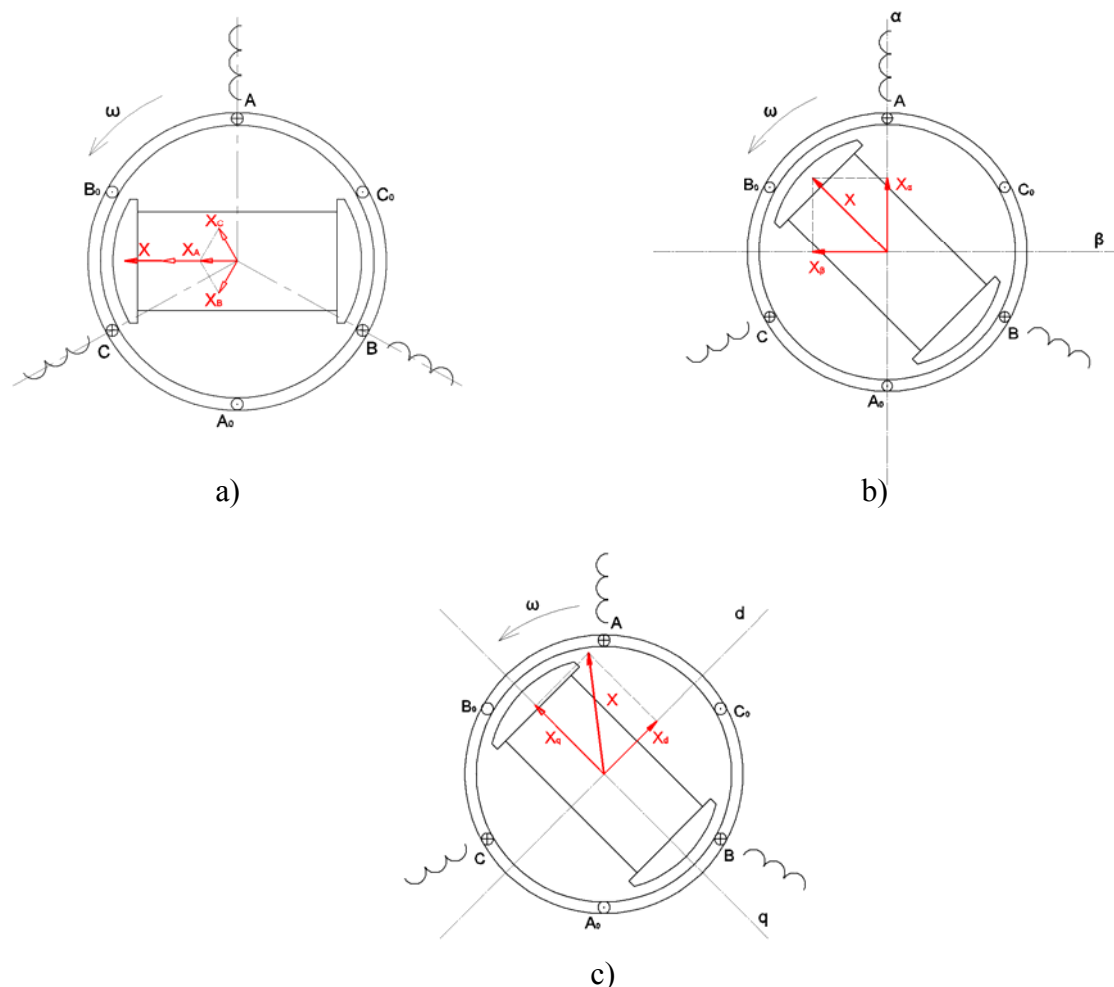 A
ω
B₀
C₀
X_C
X
X_A
X_B
C
B
A₀
a)
α
A
ω
B₀
C₀
X_α
X
β
X_β
C
B
A₀
b)
ω
A
d
B₀
C₀
X
X_q
X_d
C
B
A₀
q
c)